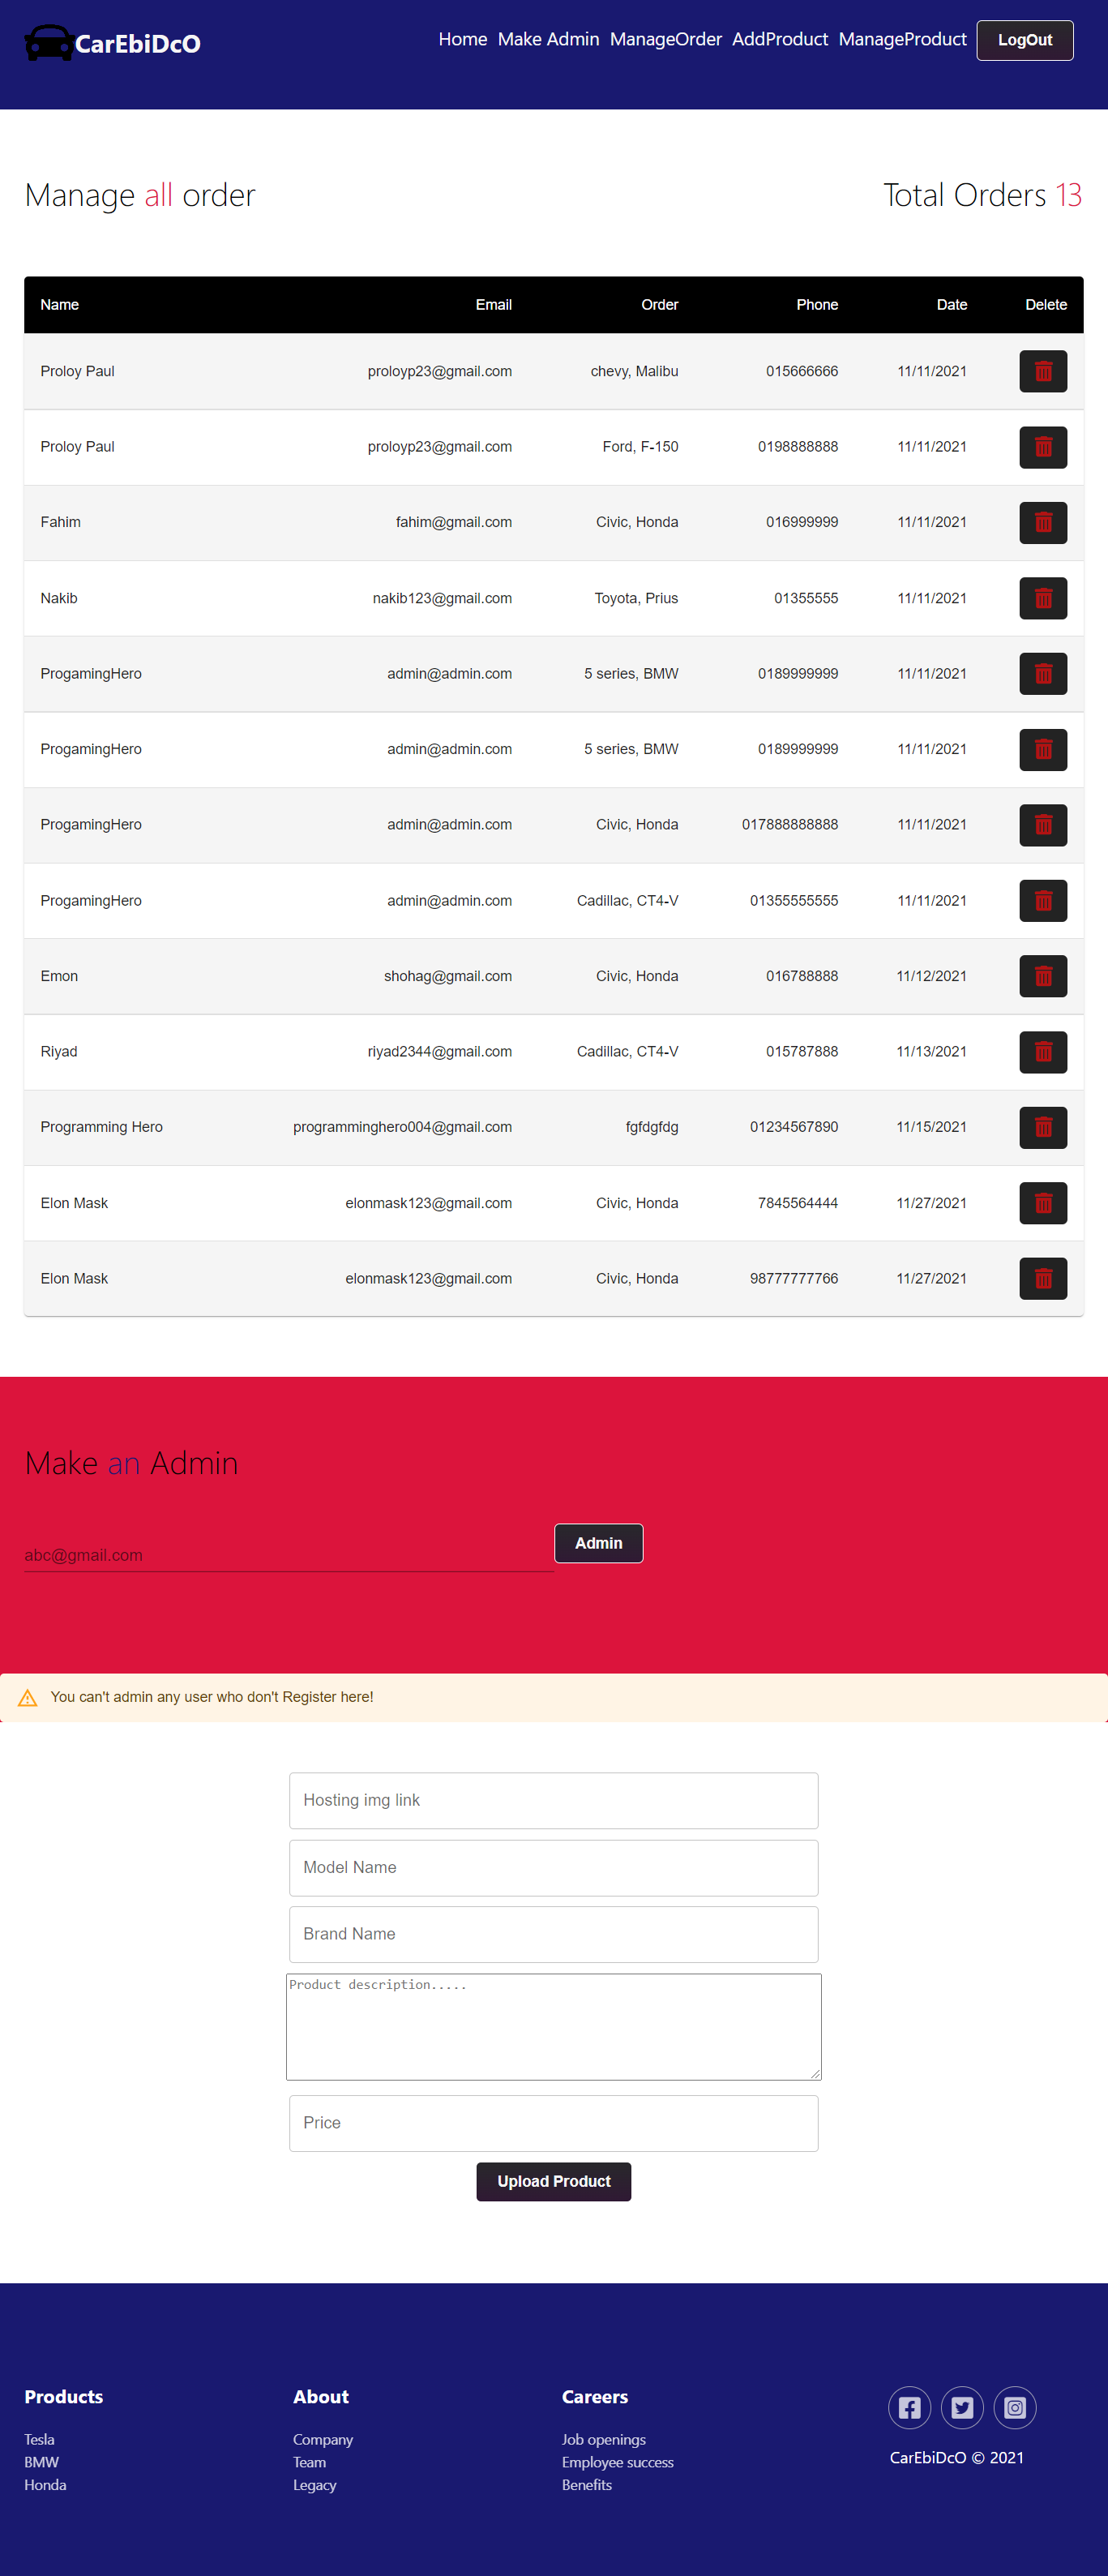 CarEbiDcO
Home Make Admin ManageOrder AddProduct ManageProduct LogOut
Manage all order
Total Orders 13
Name Email Order Phone Date Delete
Proloy Paul proloyp23@gmail.com chevy, Malibu 015666666 11/11/2021
Proloy Paul proloyp23@gmail.com Ford, F-150 0198888888 11/11/2021
Fahim fahim@gmail.com Civic, Honda 016999999 11/11/2021
Nakib nakib123@gmail.com Toyota, Prius 01355555 11/11/2021
ProgamingHero admin@admin.com 5 series, BMW 0189999999 11/11/2021
ProgamingHero admin@admin.com 5 series, BMW 0189999999 11/11/2021
ProgamingHero admin@admin.com Civic, Honda 017888888888 11/11/2021
ProgamingHero admin@admin.com Cadillac, CT4-V 01355555555 11/11/2021
Emon shohag@gmail.com Civic, Honda 016788888 11/12/2021
Riyad riyad2344@gmail.com Cadillac, CT4-V 015787888 11/13/2021
Programming Hero programminghero004@gmail.com fgfdgfdg 01234567890 11/15/2021
Elon Mask elonmask123@gmail.com Civic, Honda 7845564444 11/27/2021
Elon Mask elonmask123@gmail.com Civic, Honda 98777777766 11/27/2021
Make an Admin
abc@gmail.com
Admin
You can't admin any user who don't Register here!
Hosting img link
Model Name
Brand Name
Product description.....
Price
Upload Product
Products
Tesla
BMW
Honda
About
Company
Team
Legacy
Careers
Job openings
Employee success
Benefits
CarEbiDcO © 2021